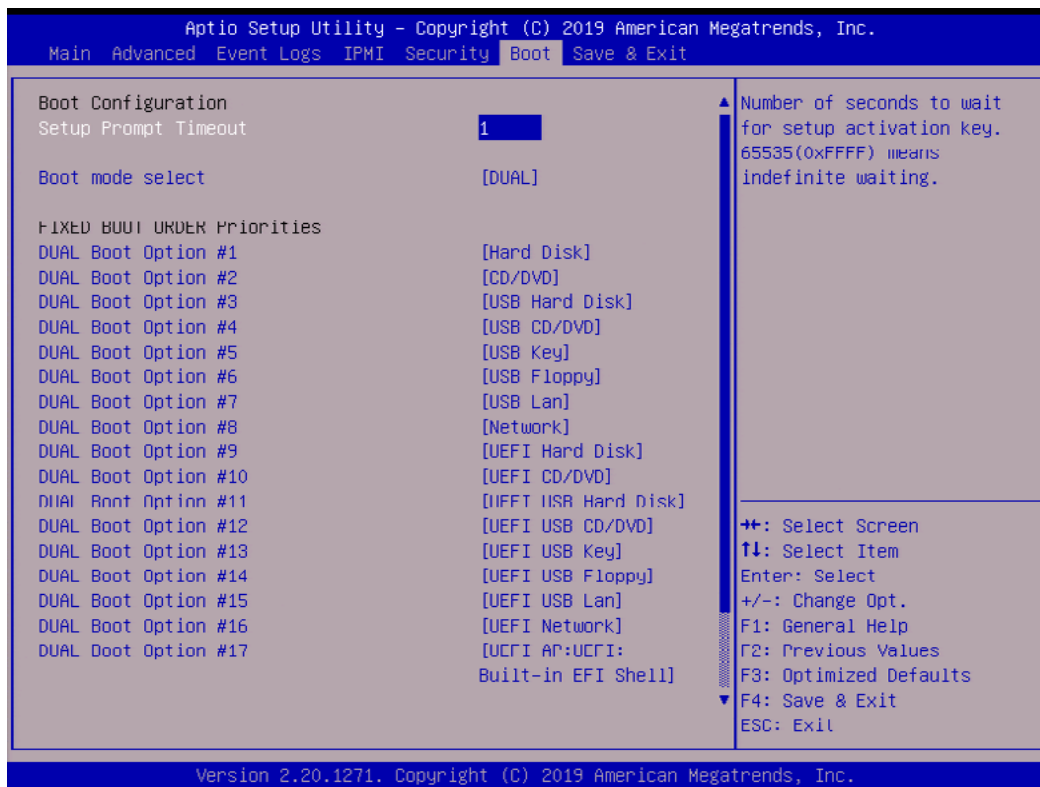 Aptio Setup Utility – Copyright (C) 2019 American Megatrends, Inc.
Main Advanced Event Logs IPMI Security Boot Save & Exit
Boot Configuration
Setup Prompt Timeout 1
Boot mode select [DUAL]
FIXED BOOT ORDER Priorities
DUAL Boot Option #1 [Hard Disk]
DUAL Boot Option #2 [CD/DVD]
DUAL Boot Option #3 [USB Hard Disk]
DUAL Boot Option #4 [USB CD/DVD]
DUAL Boot Option #5 [USB Key]
DUAL Boot Option #6 [USB Floppy]
DUAL Boot Option #7 [USB Lan]
DUAL Boot Option #8 [Network]
DUAL Boot Option #9 [UEFI Hard Disk]
DUAL Boot Option #10 [UEFI CD/DVD]
DUAL Boot Option #11 [UEFI USB Hard Disk]
DUAL Boot Option #12 [UEFI USB CD/DVD]
DUAL Boot Option #13 [UEFI USB Key]
DUAL Boot Option #14 [UEFI USB Floppy]
DUAL Boot Option #15 [UEFI USB Lan]
DUAL Boot Option #16 [UEFI Network]
DUAL Boot Option #17 [UEFI AP:UEFI:
Built-in EFI Shell]
Number of seconds to wait
for setup activation key.
65535(0xFFFF) means
indefinite waiting.
→←: Select Screen
↑↓: Select Item
Enter: Select
+/-: Change Opt.
F1: General Help
F2: Previous Values
F3: Optimized Defaults
F4: Save & Exit
ESC: Exit
Version 2.20.1271. Copyright (C) 2019 American Megatrends, Inc.